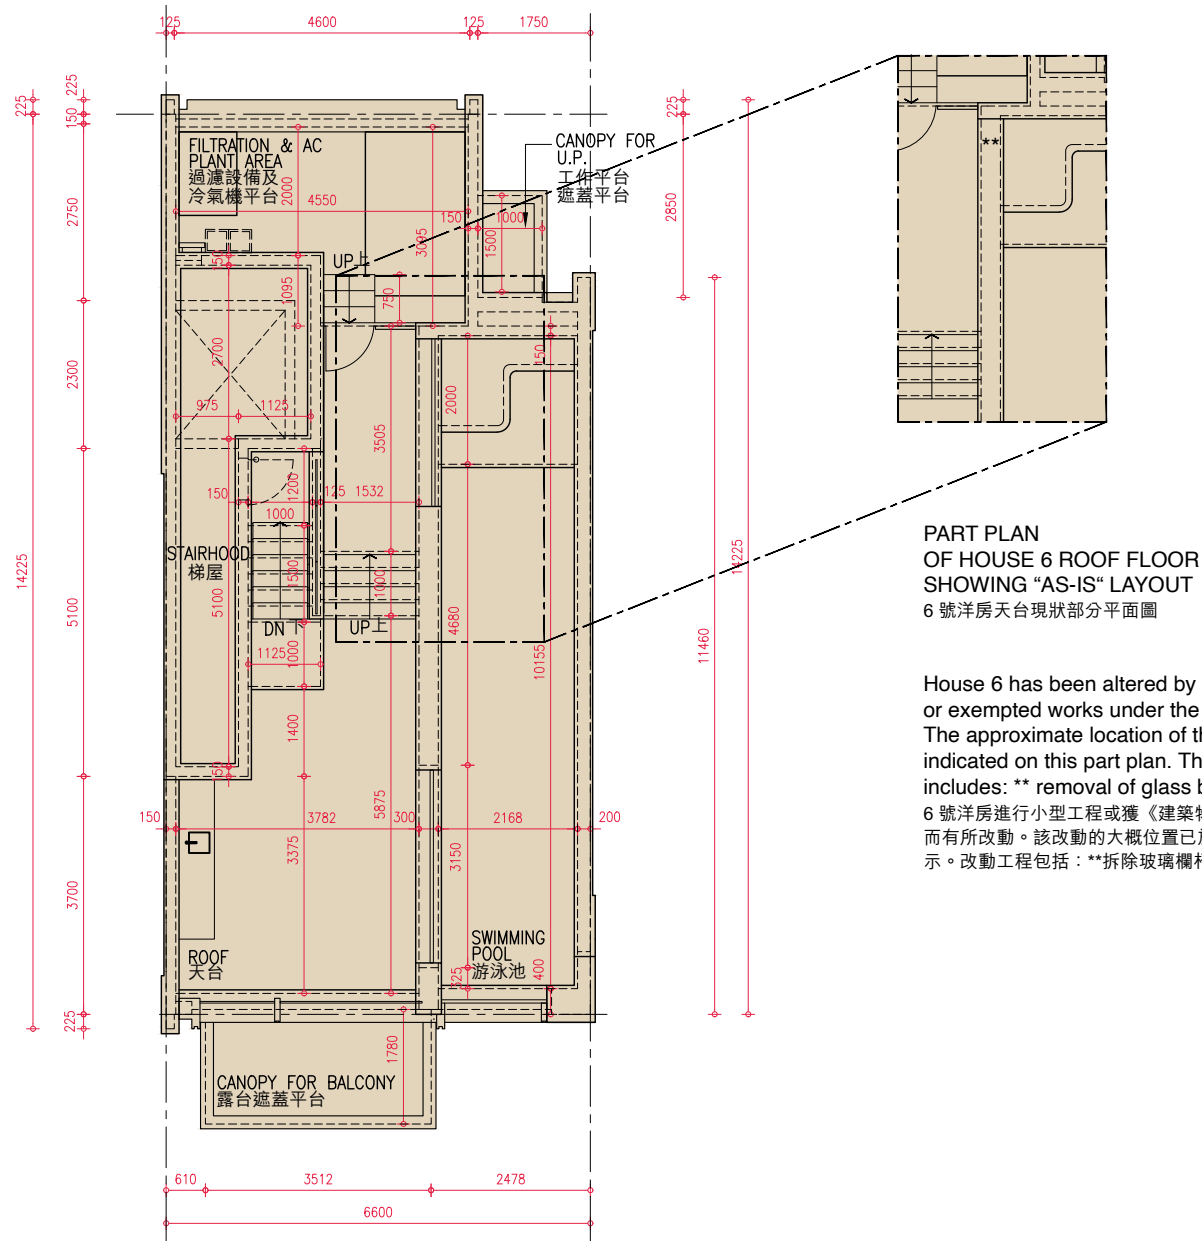 125
4600
125
1750
225
225
150
225
FILTRATION & AC
PLANT AREA
過濾設備及
冷氣機平台
2000
4550
CANOPY FOR
U.P.
工作平台
遮蓋平台
**
2750
150
1000
3095
1500
2850
UP上
150
1095
750
2300
2700
150
975
1125
2000
3505
150
1200
125
1532
1000
STAIRHOOD
梯屋
1500
1000
14225
5100
5100
14225
DN下
UP上
4680
1125
1000
10155
11460
PART PLAN
OF HOUSE 6 ROOF FLOOR
SHOWING “AS-IS“ LAYOUT
6 號洋房天台現狀部分平面圖
House 6 has been altered by
or exempted works under the
The approximate location of th
indicated on this part plan. Th
includes: ** removal of glass b
6 號洋房進行小型工程或獲《建築物
而有所改動。該改動的大概位置已於
示。改動工程包括：**拆除玻璃欄杆
1400
150
150
3782
5875
300
2168
200
3375
3150
3700
ROOF
天台
SWIMMING
POOL
游泳池
325
400
225
1780
CANOPY FOR BALCONY
露台遮蓋平台
610
3512
2478
6600